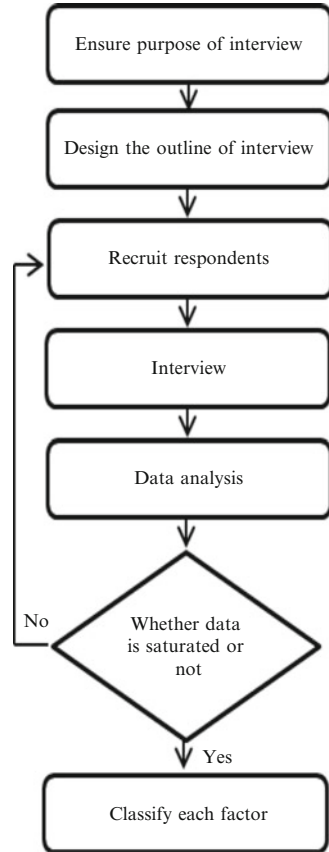 Ensure purpose of interview
Design the outline of interview
Recruit respondents
Interview
Data analysis
No
Whether data
is saturated or
not
Yes
Classify each factor